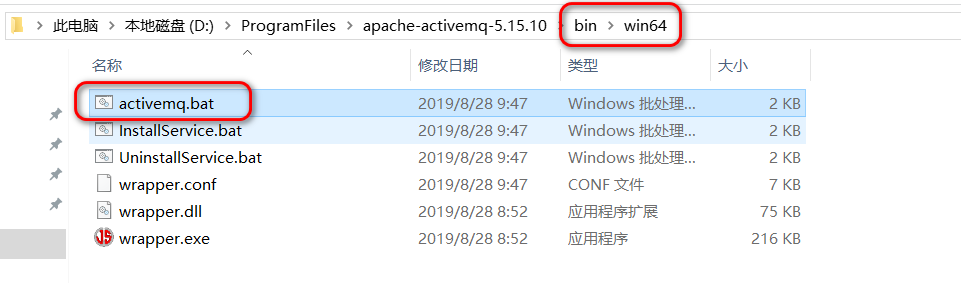 此电脑 > 本地磁盘 (D:) > ProgramFiles > apache-activemq-5.15.10 > bin > win64
名称 修改日期 类型 大小
activemq.bat 2019/8/28 9:47 Windows 批处理... 2 KB
InstallService.bat 2019/8/28 9:47 Windows 批处理... 2 KB
UninstallService.bat 2019/8/28 9:47 Windows 批处理... 2 KB
wrapper.conf 2019/8/28 9:47 CONF 文件 7 KB
wrapper.dll 2019/8/28 8:52 应用程序扩展 75 KB
wrapper.exe 2019/8/28 8:52 应用程序 216 KB